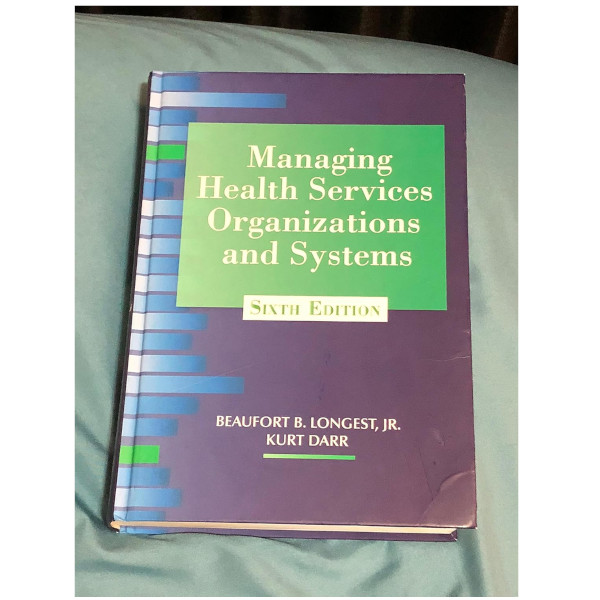 Managing
Health Services
Organizations
and Systems
SIXTH EDITION
BEAUFORT B. LONGEST, JR.
KURT DARR